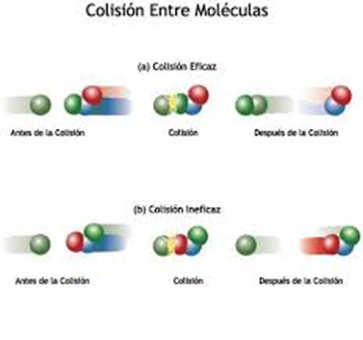 Colisión Entre Moléculas
(a) Colisión Eficaz
Antes de la Colisión
Colisión
Después de la Colisión
(b) Colisión Ineficaz
Antes de la Colisión
Colisión
Después de la Colisión